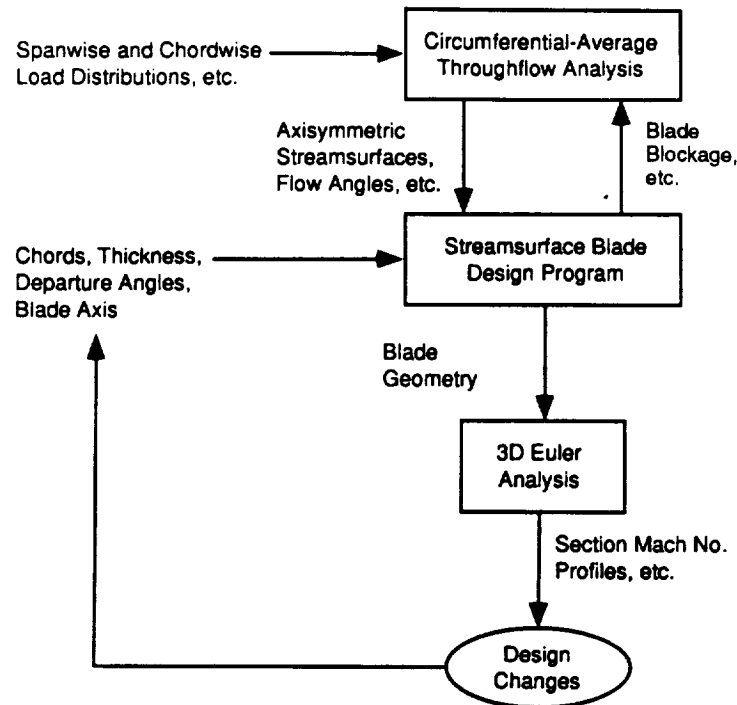 Spanwise and Chordwise
Load Distributions, etc.
Circumferential-Average
Throughflow Analysis
Axisymmetric
Streamsurfaces,
Flow Angles, etc.
Blade
Blockage,
etc.
Chords, Thickness,
Departure Angles,
Blade Axis
Streamsurface Blade
Design Program
Blade
Geometry
3D Euler
Analysis
Section Mach No.
Profiles, etc.
Design
Changes